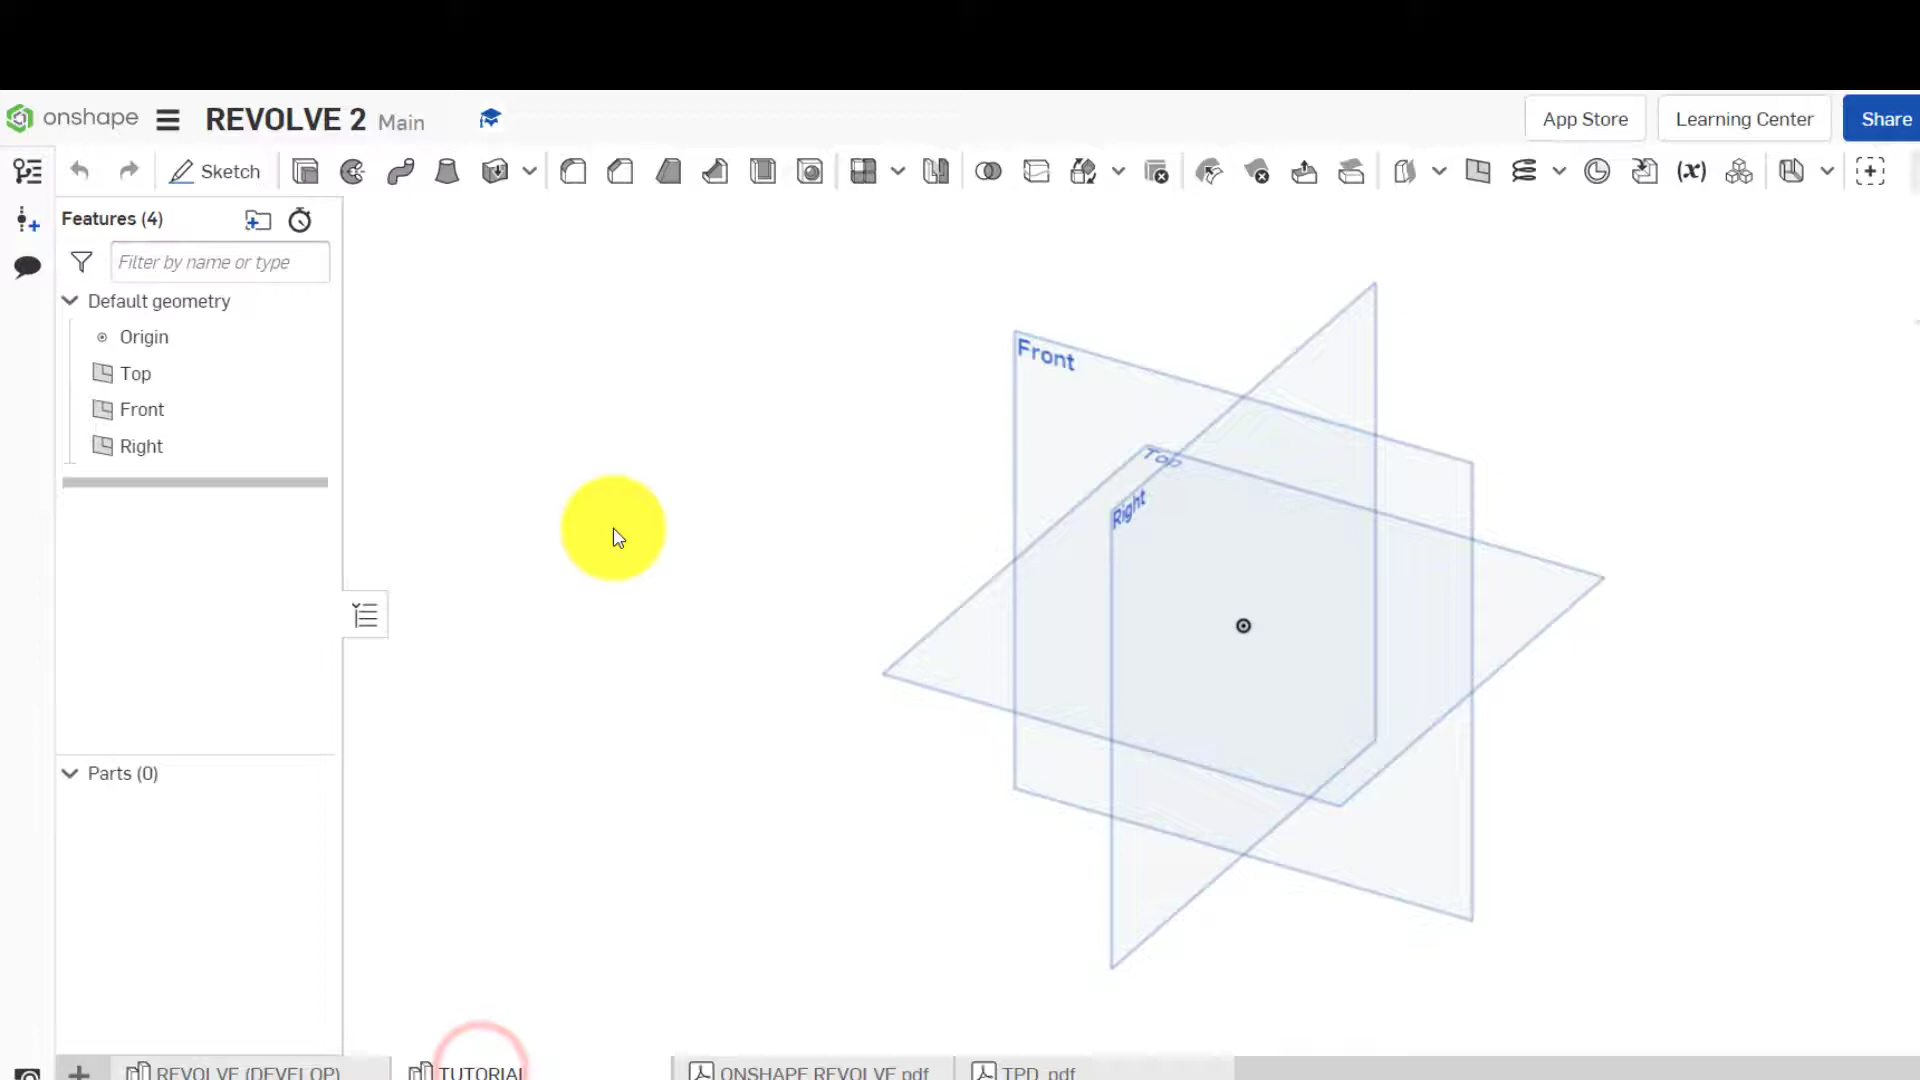 onshape REVOLVE 2 Main App Store Learning Center Share
Sketch (x)
Features (4)
Filter by name or type
Default geometry
Origin
Top
Front
Right
Parts (0)
Front
Top
Right
REVOLVE (DEVELOP) TUTORIAL ONSHAPE REVOLVE.pdf TPD .pdf